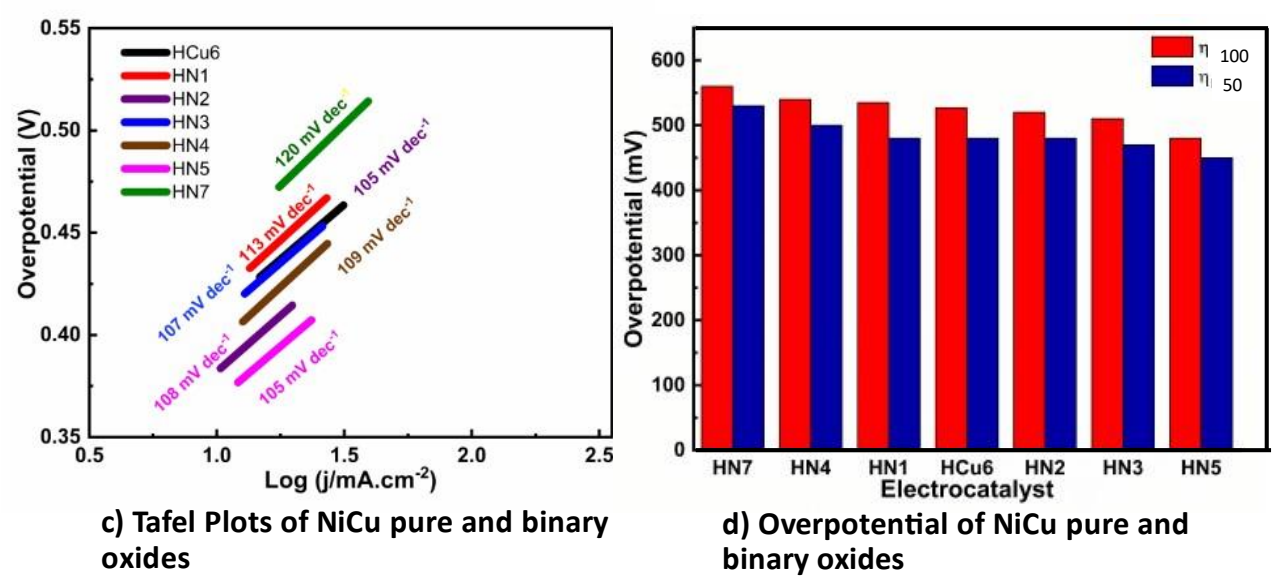 0.55
0.50
0.45
0.40
0.35
Overpotential (V)
HCu6
HN1
HN2
HN3
HN4
HN5
HN7
120 mV dec⁻¹
105 mV dec⁻¹
113 mV dec⁻¹
109 mV dec⁻¹
107 mV dec⁻¹
108 mV dec⁻¹
105 mV dec⁻¹
0.5 1.0 1.5 2.0 2.5
Log (j/mA.cm⁻²)
c) Tafel Plots of NiCu pure and binary
oxides
600
500
400
300
200
100
0
Overpotential (mV)
η 100
η 50
HN7 HN4 HN1 HCu6 HN2 HN3 HN5
Electrocatalyst
d) Overpotential of NiCu pure and
binary oxides